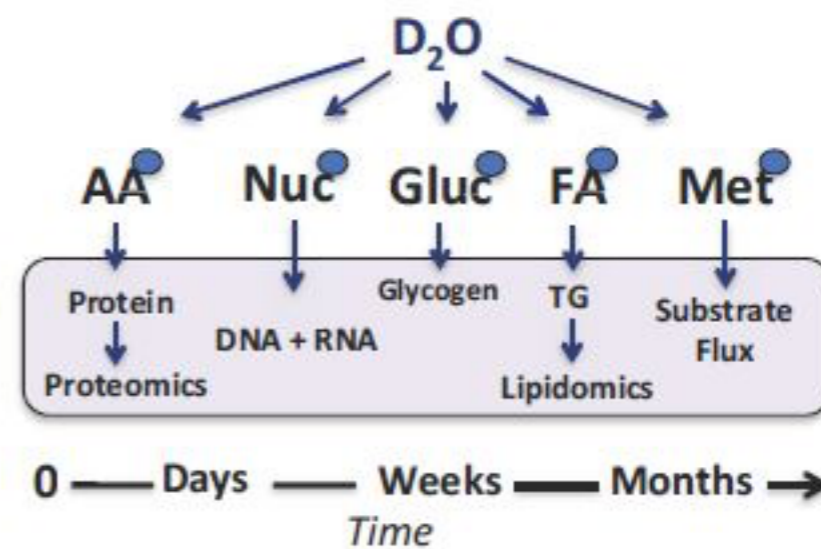 D₂O
AA Nuc Gluc FA Met
Protein
Glycogen
TG
Substrate
Flux
DNA + RNA
Proteomics
Lipidomics
0 Days Weeks Months
Time